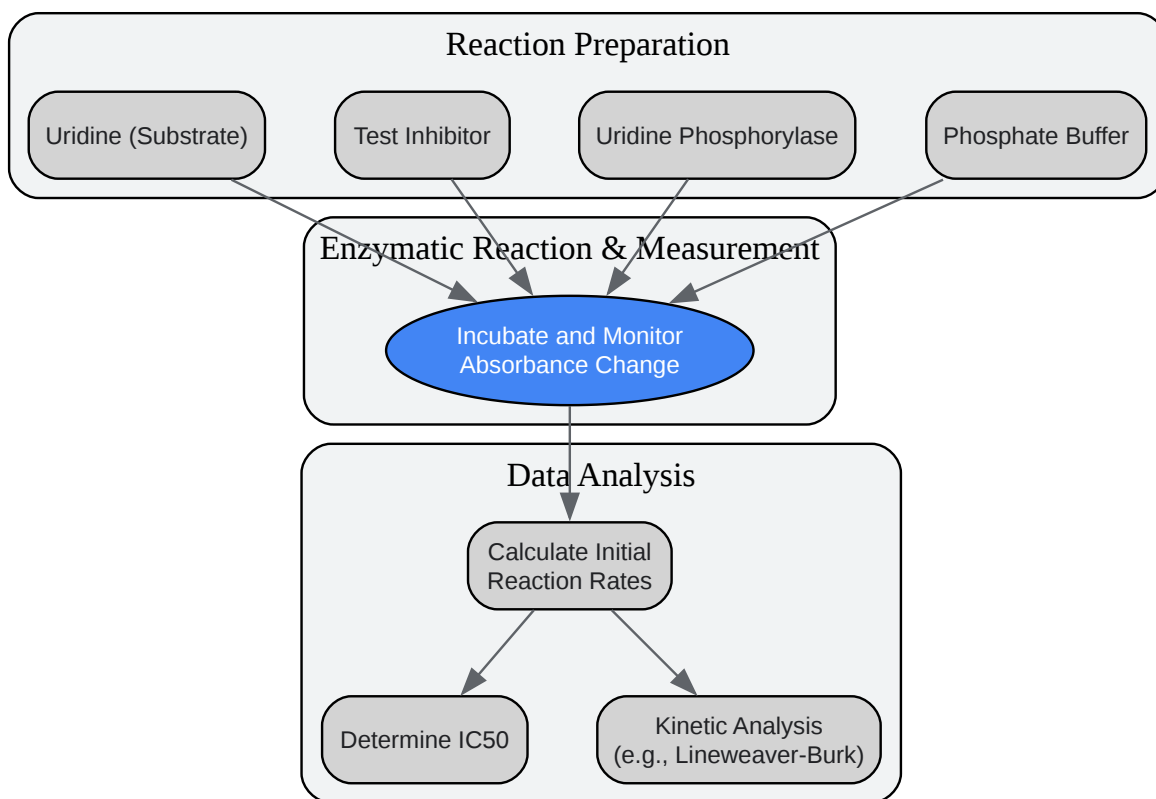 Reaction Preparation
Uridine (Substrate)
Test Inhibitor
Uridine Phosphorylase
Phosphate Buffer
Enzymatic Reaction & Measurement
Incubate and Monitor
Absorbance Change
Data Analysis
Calculate Initial
Reaction Rates
Determine IC50
Kinetic Analysis
(e.g., Lineweaver-Burk)